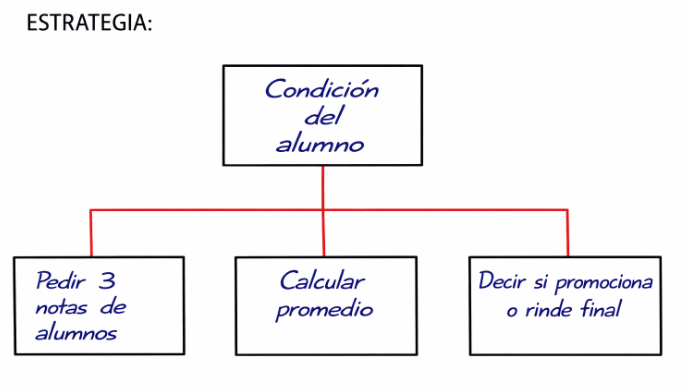 ESTRATEGIA:
Condición
del
alumno
Pedir 3
notas de
alumnos
Calcular
promedio
Decir si promociona
o rinde final